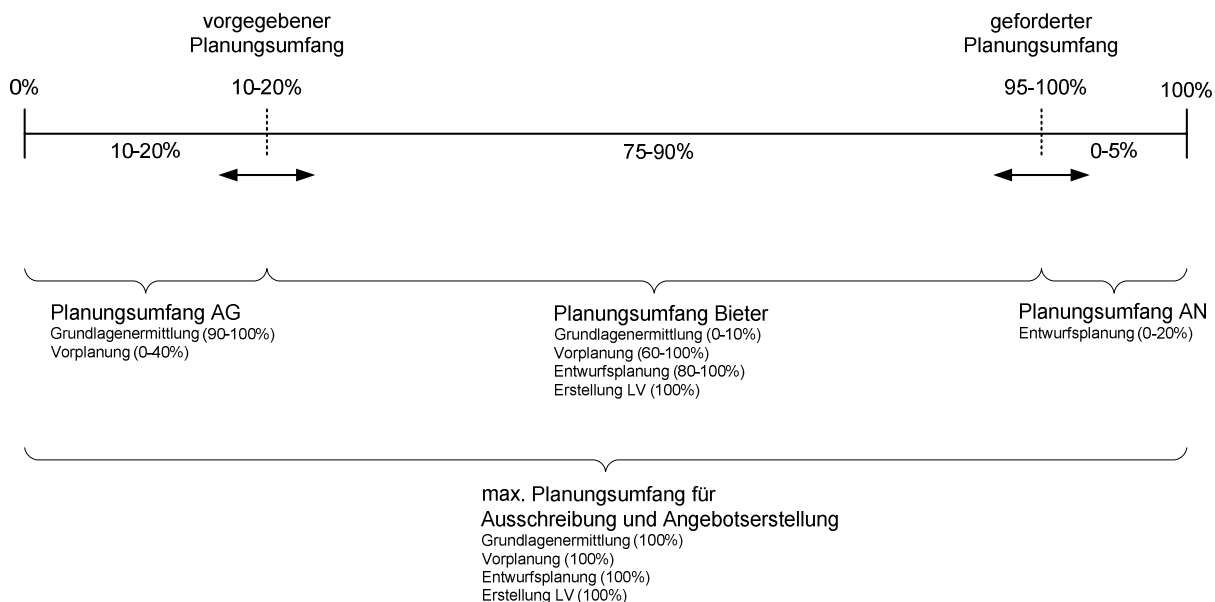 vorgegebener
Planungsumfang
geforderter
Planungsumfang
0%
10-20%
95-100%
100%
10-20%
75-90%
0-5%
Planungsumfang AG
Grundlagenermittlung (90-100%)
Vorplanung (0-40%)
Planungsumfang Bieter
Grundlagenermittlung (0-10%)
Vorplanung (60-100%)
Entwurfsplanung (80-100%)
Erstellung LV (100%)
Planungsumfang AN
Entwurfsplanung (0-20%)
max. Planungsumfang für
Ausschreibung und Angebotserstellung
Grundlagenermittlung (100%)
Vorplanung (100%)
Entwurfsplanung (100%)
Erstellung LV (100%)